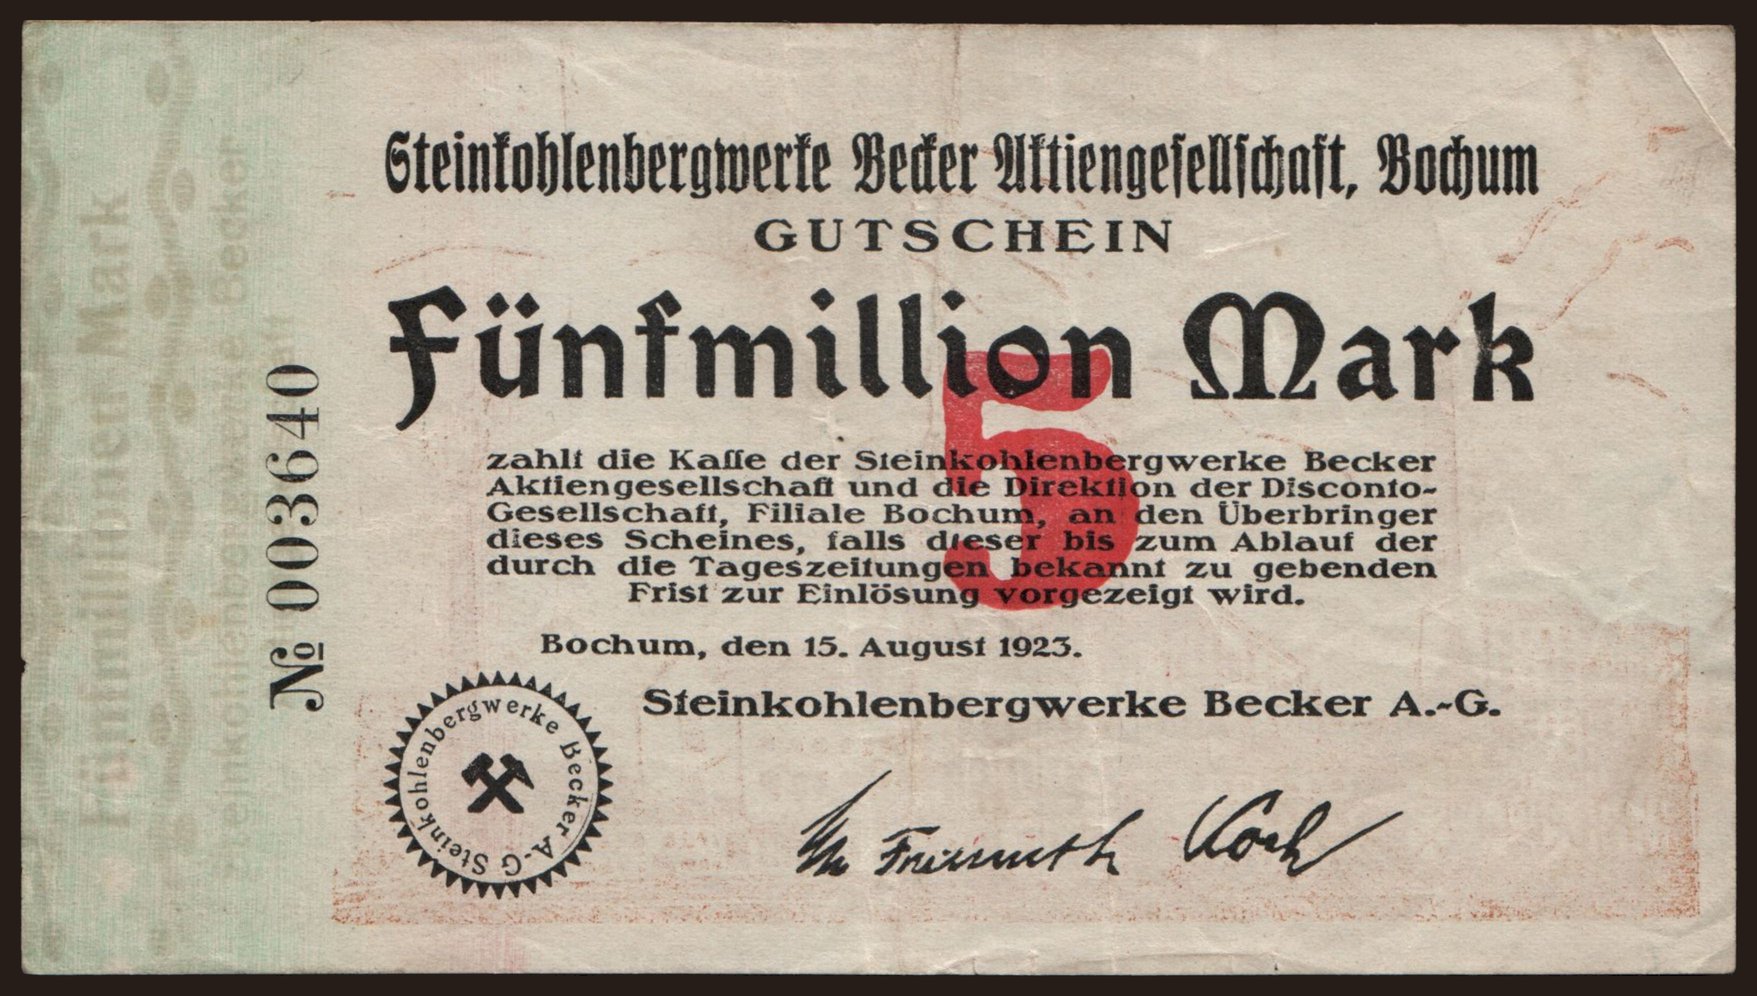 Steinkohlenbergwerke Becker Aktiengesellschaft, Bochum
GUTSCHEIN
Fünfmillion Mark
5
zahlt die Kasse der Steinkohlenbergwerke Becker
Aktiengesellschaft und die Direktion der Disconto-
Gesellschaft, Filiale Bochum, an den Überbringer
dieses Scheines, falls dieser bis zum Ablauf der
durch die Tageszeitungen bekannt zu gebenden
Frist zur Einlösung vorgezeigt wird.
Bochum, den 15. August 1923.
Steinkohlenbergwerke Becker A.-G.
Steinkohlenbergwerke Becker A.-G
Koch
№ 003640
Fünfmillionen Mark
einkohlenbergwerke Becker